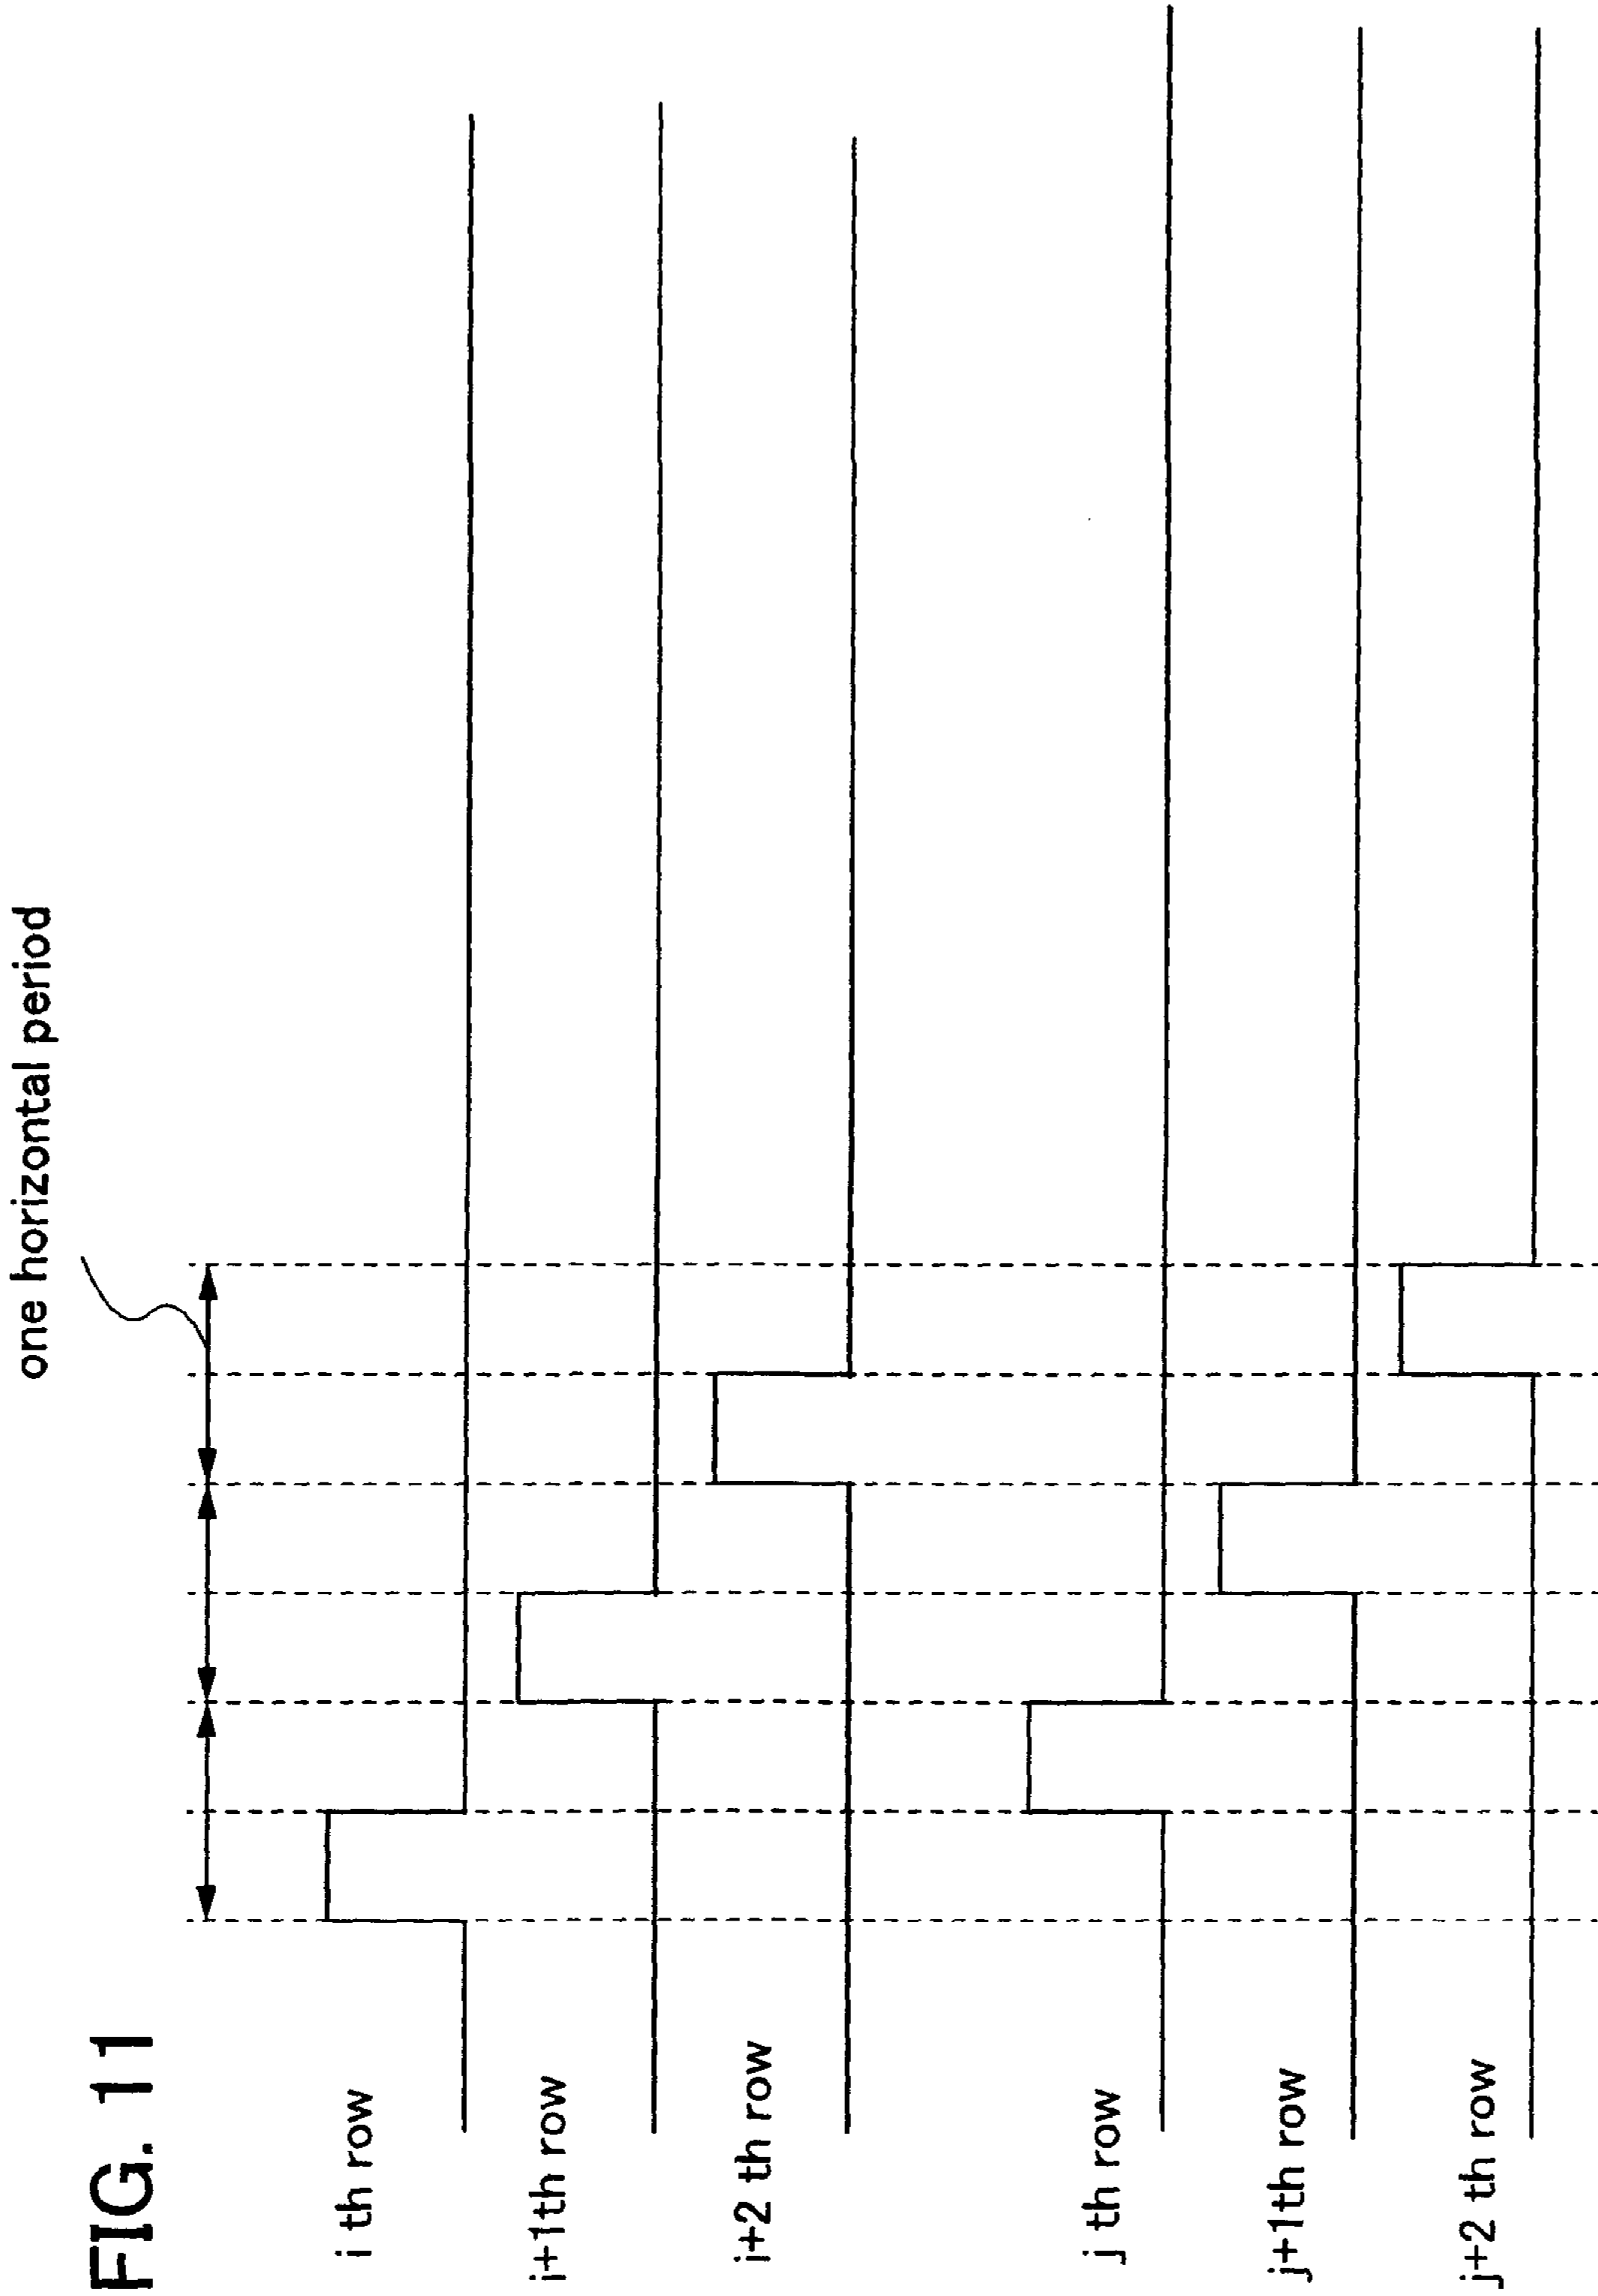 FIG. 11
one horizontal period
i th row
i+1th row
i+2 th row
j th row
j+1th row
j+2 th row